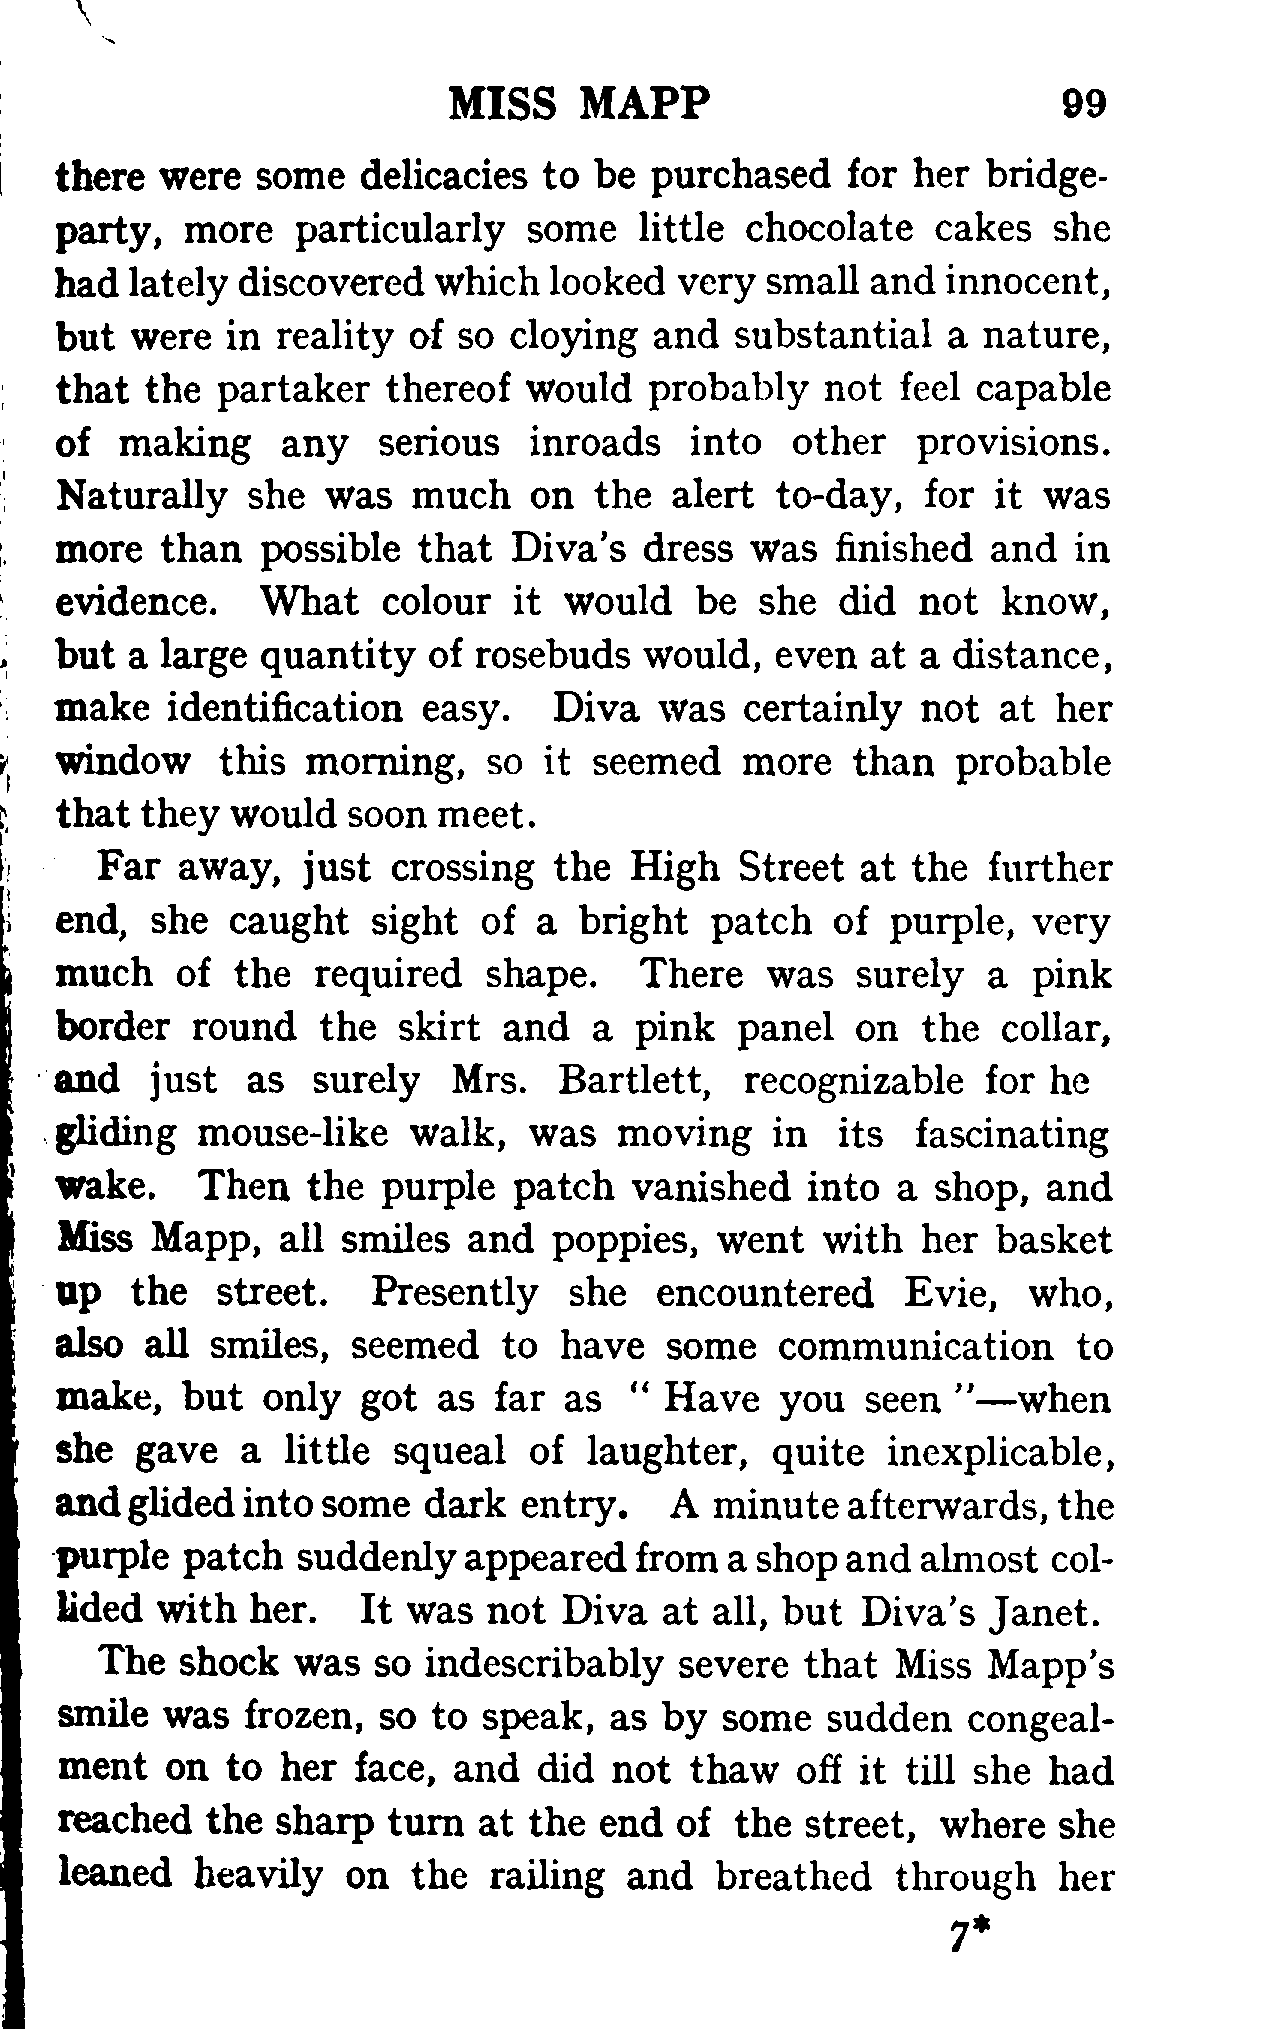 MISS MAPP 99
there were some delicacies to be purchased for her bridge-
party, more particularly some little chocolate cakes she
had lately discovered which looked very small and innocent,
but were in reality of so cloying and substantial a nature,
that the partaker thereof would probably not feel capable
of making any serious inroads into other provisions.
Naturally she was much on the alert to-day, for it was
more than possible that Diva's dress was finished and in
evidence. What colour it would be she did not know,
but a large quantity of rosebuds would, even at a distance,
make identification easy. Diva was certainly not at her
window this morning, so it seemed more than probable
that they would soon meet.
Far away, just crossing the High Street at the further
end, she caught sight of a bright patch of purple, very
much of the required shape. There was surely a pink
border round the skirt and a pink panel on the collar,
and just as surely Mrs. Bartlett, recognizable for he
gliding mouse-like walk, was moving in its fascinating
wake. Then the purple patch vanished into a shop, and
Miss Mapp, all smiles and poppies, went with her basket
up the street. Presently she encountered Evie, who,
also all smiles, seemed to have some communication to
make, but only got as far as " Have you seen "—when
she gave a little squeal of laughter, quite inexplicable,
and glided into some dark entry. A minute afterwards, the
purple patch suddenly appeared from a shop and almost col-
lided with her. It was not Diva at all, but Diva's Janet.
The shock was so indescribably severe that Miss Mapp's
smile was frozen, so to speak, as by some sudden congeal-
ment on to her face, and did not thaw off it till she had
reached the sharp turn at the end of the street, where she
leaned heavily on the railing and breathed through her
7*